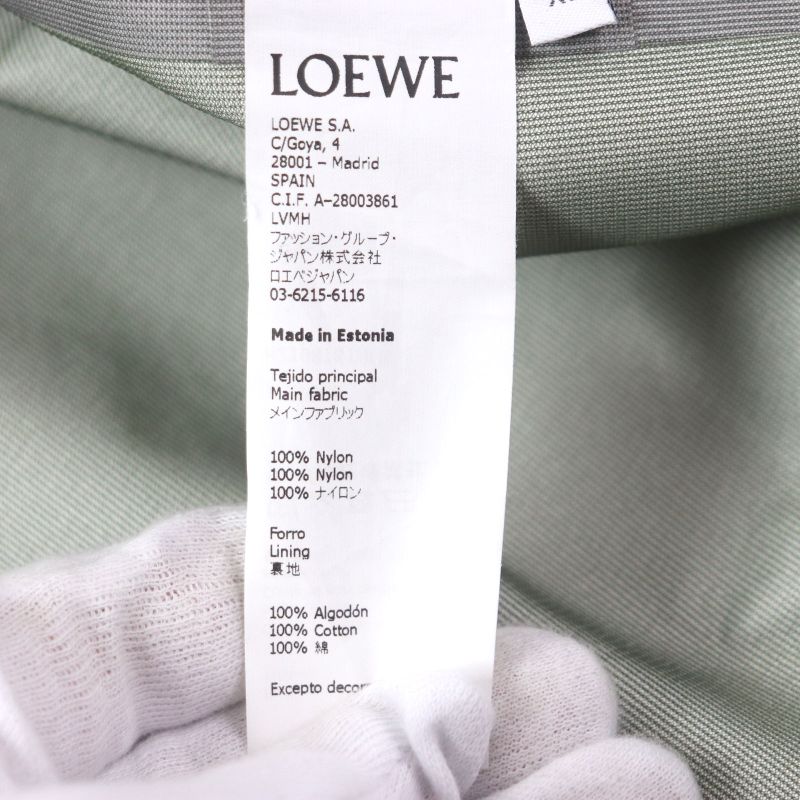 LOEWE
LOEWE S.A.
C/Goya, 4
28001 – Madrid
SPAIN
C.I.F. A–28003861
LVMH
ファッション・グループ・
ジャパン株式会社
ロエベジャパン
03-6215-6116
Made in Estonia
Tejido principal
Main fabric
メインファブリック
100% Nylon
100% Nylon
100% ナイロン
Forro
Lining
裏地
100% Algodón
100% Cotton
100% 綿
Excepto